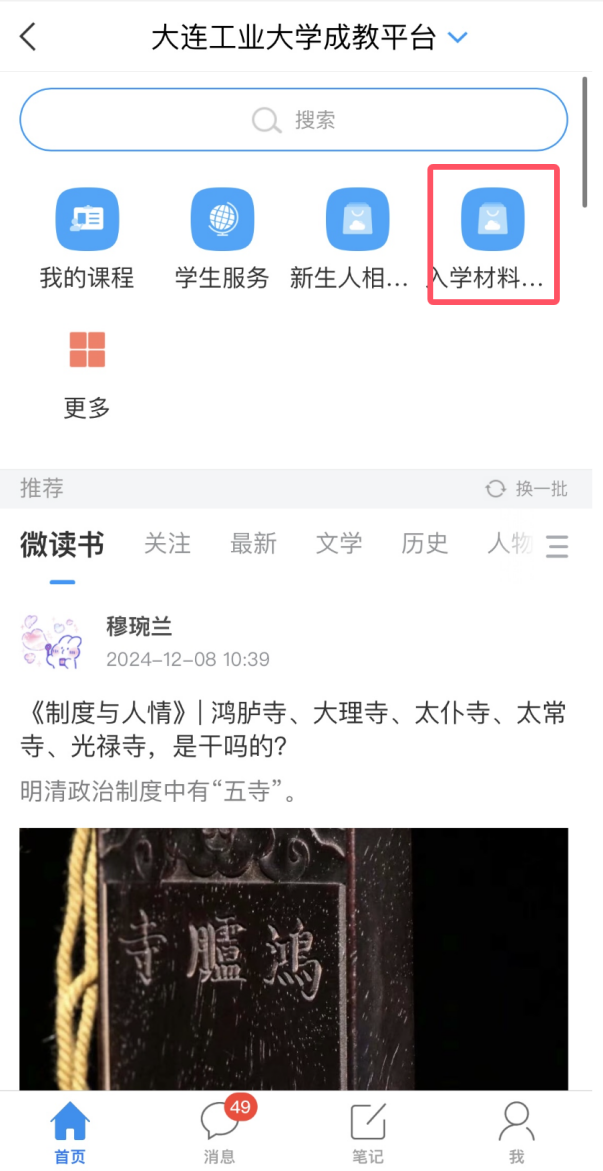 大连工业大学成教平台
搜索
我的课程 学生服务 新生人相... 入学材料...
更多
推荐 换一批
微读书 关注 最新 文学 历史 人物
穆琬兰
2024-12-08 10:39
《制度与人情》| 鸿胪寺、大理寺、太仆寺、太常
寺、光禄寺，是干吗的?
明清政治制度中有“五寺”。
寺臚鴻
49
首页 消息 笔记 我